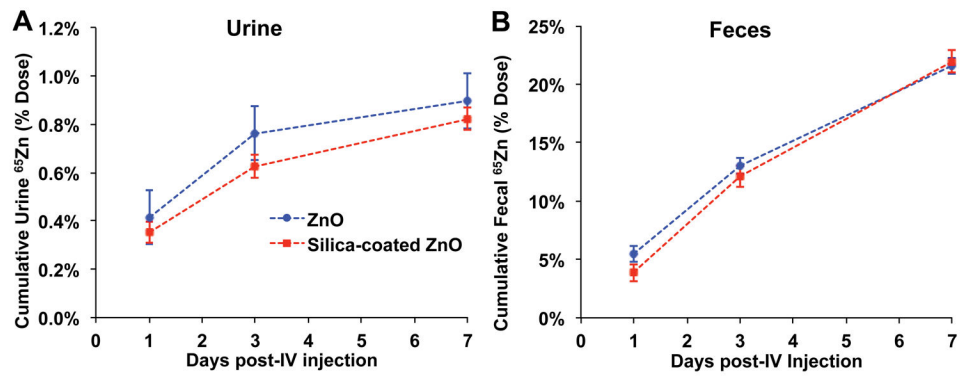 A
Urine
Cumulative Urine ⁶⁵Zn (% Dose)
1.2%
1.0%
0.8%
0.6%
0.4%
0.2%
0.0%
ZnO
Silica-coated ZnO
0 1 2 3 4 5 6 7
Days post-IV injection
B
Feces
Cumulative Fecal ⁶⁵Zn (% Dose)
25%
20%
15%
10%
5%
0%
0 1 2 3 4 5 6 7
Days post-IV Injection